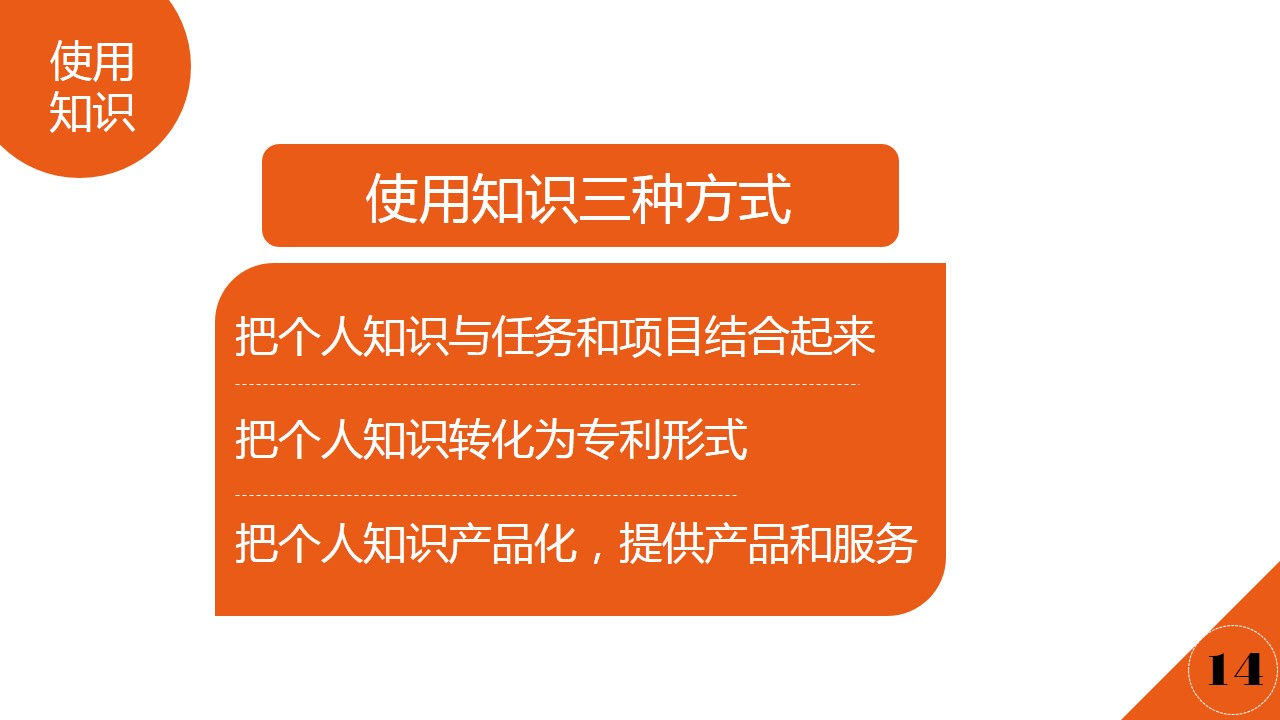 使用
知识
使用知识三种方式
把个人知识与任务和项目结合起来
把个人知识转化为专利形式
把个人知识产品化，提供产品和服务
14